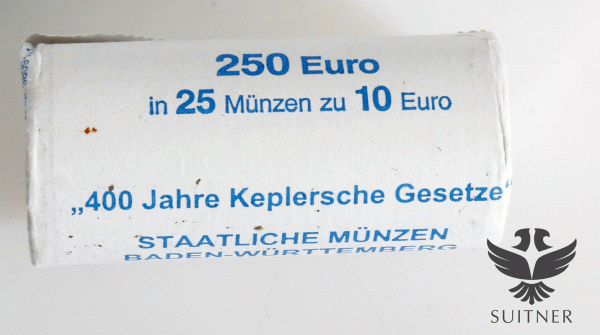 250 Euro
in 25 Münzen zu 10 Euro
„400 Jahre Keplersche Gesetze“
STAATLICHE MÜNZEN
BADEN-WÜRTTEMBERG
SUITNER